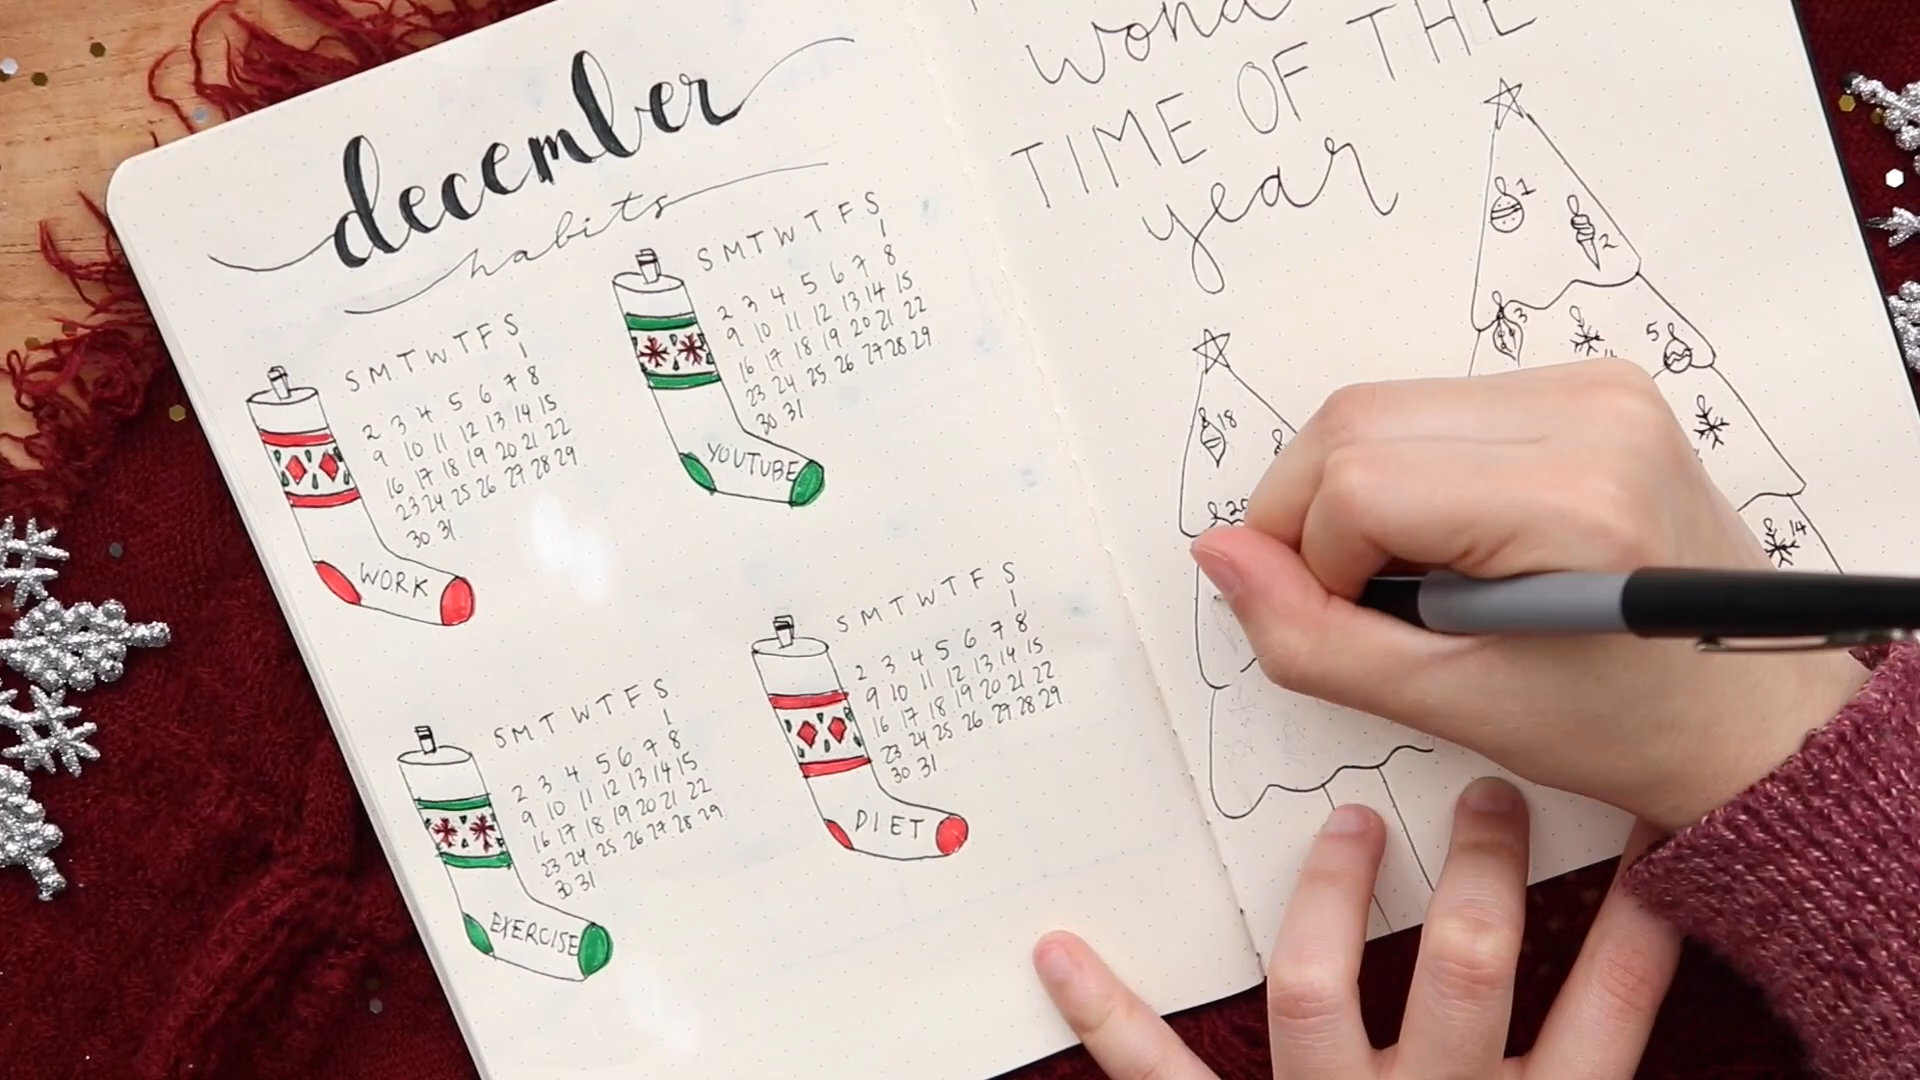 december
habits
S M T W T F S
1
2 3 4 5 6 7 8
9 10 11 12 13 14 15
16 17 18 19 20 21 22
23 24 25 26 27 28 29
30 31
WORK
S M T W T F S
1
2 3 4 5 6 7 8
9 10 11 12 13 14 15
16 17 18 19 20 21 22
23 24 25 26 27 28 29
30 31
YOUTUBE
S M T W T F S
1
2 3 4 5 6 7 8
9 10 11 12 13 14 15
16 17 18 19 20 21 22
23 24 25 26 27 28 29
30 31
EXERCISE
S M T W T F S
1
2 3 4 5 6 7 8
9 10 11 12 13 14 15
16 17 18 19 20 21 22
23 24 25 26 27 28 29
30 31
DIET
TIME OF THE
year
1
2
3
5
14
18